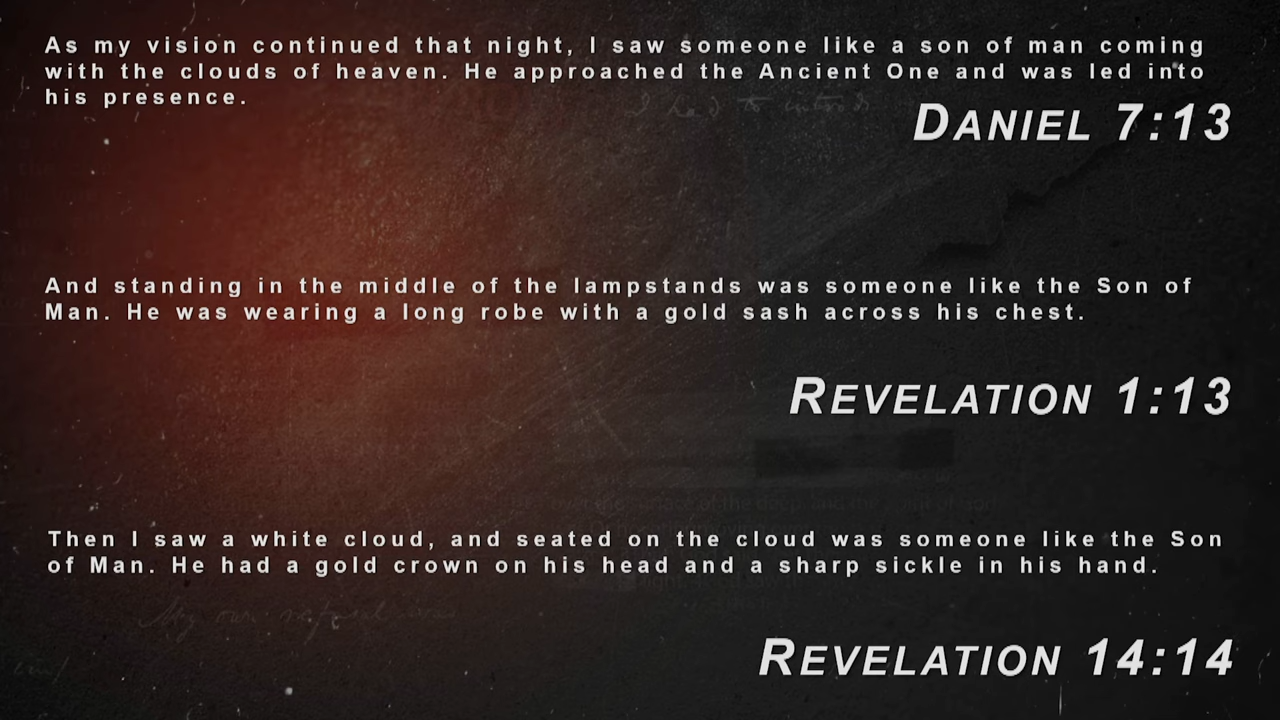 As my vision continued that night, I saw someone like a son of man coming
with the clouds of heaven. He approached the Ancient One and was led into
his presence.
DANIEL 7:13
And standing in the middle of the lampstands was someone like the Son of
Man. He was wearing a long robe with a gold sash across his chest.
REVELATION 1:13
Then I saw a white cloud, and seated on the cloud was someone like the Son
of Man. He had a gold crown on his head and a sharp sickle in his hand.
REVELATION 14:14